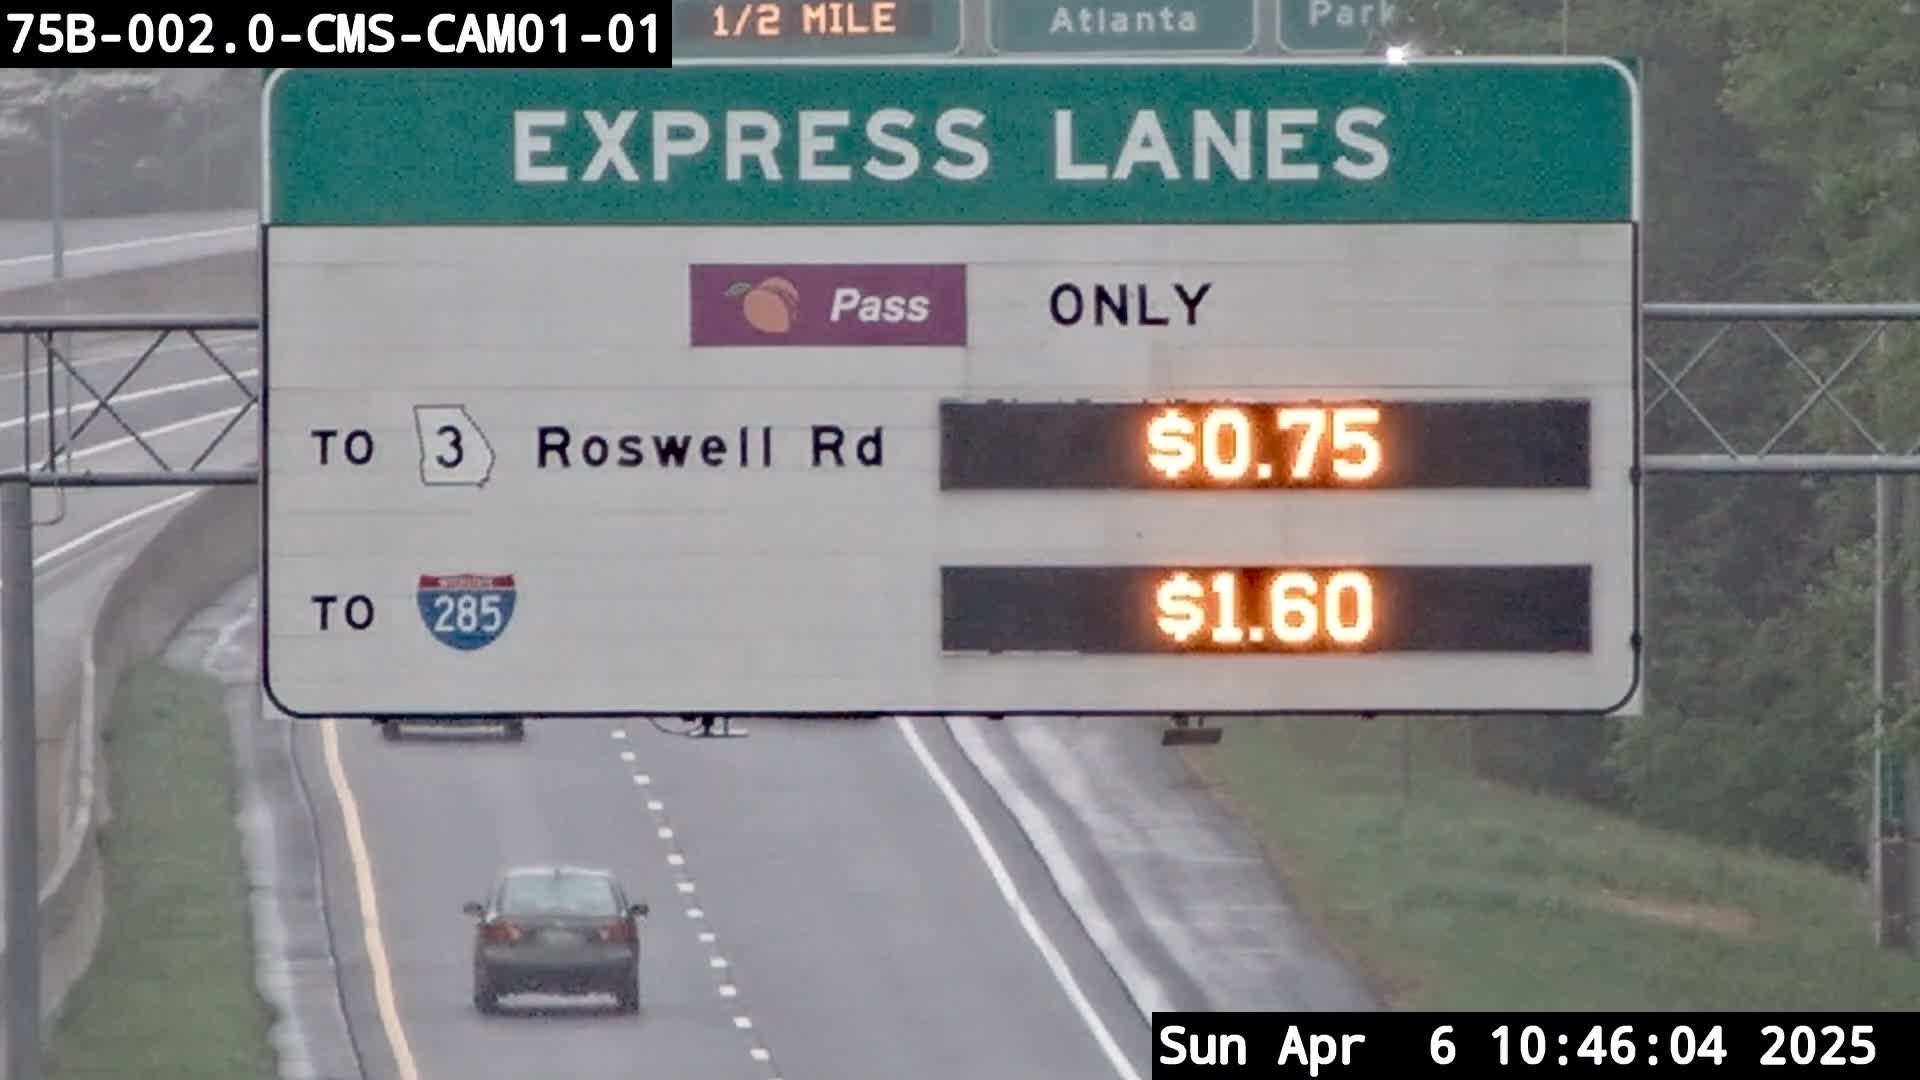 75B-002.0-CMS-CAM01-01
1/2 MILE
Atlanta
Park
EXPRESS LANES
Pass ONLY
TO 3 Roswell Rd $0.75
TO 285 $1.60
Sun Apr 6 10:46:04 2025